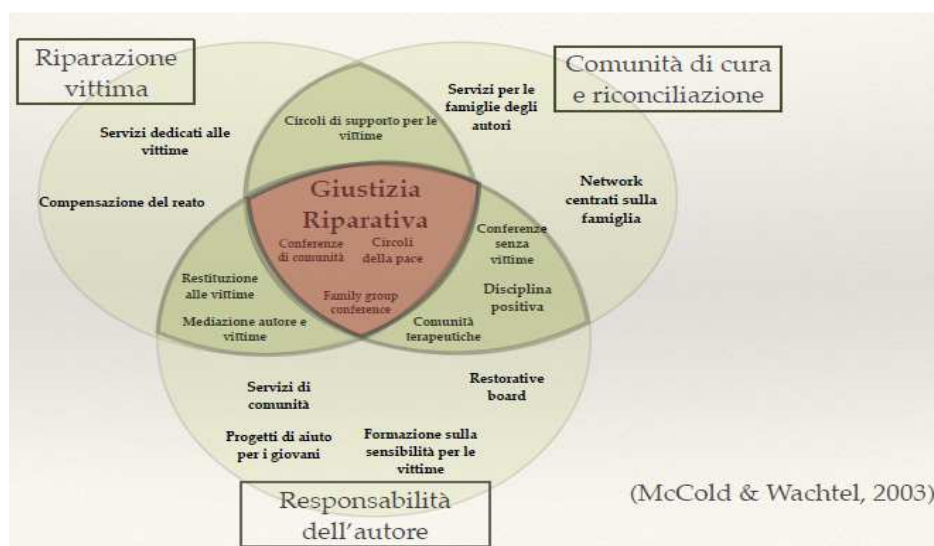 Riparazione
vittima
Comunità di cura
e riconciliazione
Servizi per le
famiglie degli
autori
Circoli di supporto per le
vittime
Servizi dedicati alle
vittime
Network
centrati sulla
famiglia
Compensazione del reato
Giustizia
Riparativa
Conferenze
di comunità
Circoli
della pace
Conferenze
senza
vittime
Restituzione
alle vittime
Disciplina
positiva
Family group
conference
Mediazione autore e
vittime
Comunità
terapeutiche
Servizi di
comunità
Restorative
board
Progetti di aiuto
per i giovani
Formazione sulla
sensibilità per le
vittime
Responsabilità
dell'autore
(McCold & Wachtel, 2003)